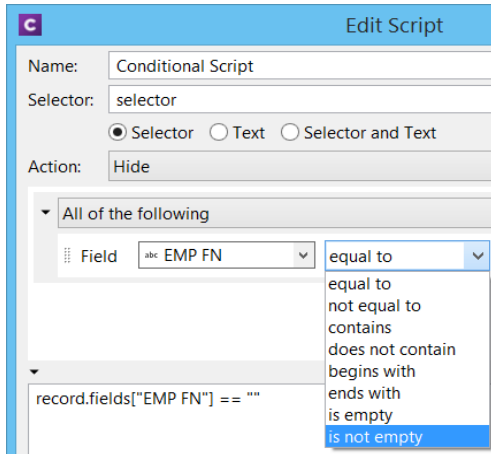 C Edit Script
Name: Conditional Script
Selector: selector
Selector Text Selector and Text
Action: Hide
All of the following
Field abc EMP FN equal to
equal to
not equal to
contains
does not contain
begins with
ends with
is empty
is not empty
record.fields["EMP FN"] == ""